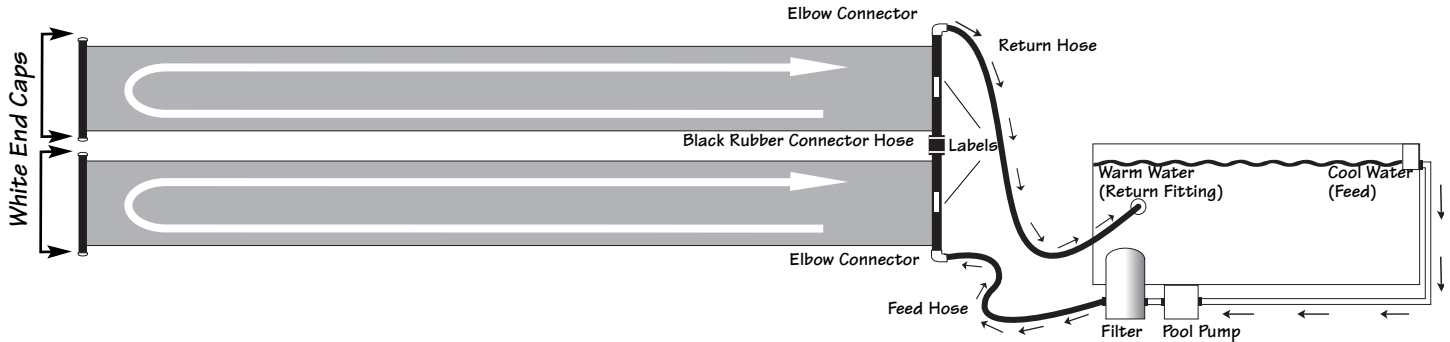 Elbow Connector
Return Hose
White End Caps
Black Rubber Connector Hose
Labels
Warm Water
(Return Fitting)
Cool Water
(Feed)
Elbow Connector
Feed Hose
Filter
Pool Pump